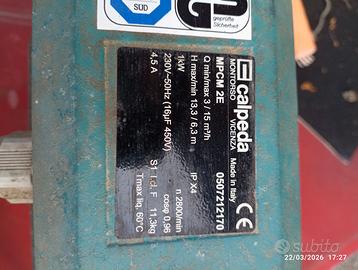 SÜD
geprüfte
Sicherheit
calpeda
MONTORSO VICENZA Made in Italy
MPCM 2E 0507212170
Q min/max 3 / 15 m³/h
H max/min 13,3 / 6,3 m IP X4
1kW n 2800/min
230V~50Hz (16µF 450V) cosφ 0,96
4,5 A S1 I.cl. F 11,3kg
Tmax liq. 60°C
CE
subito
22/03/2026 17:27